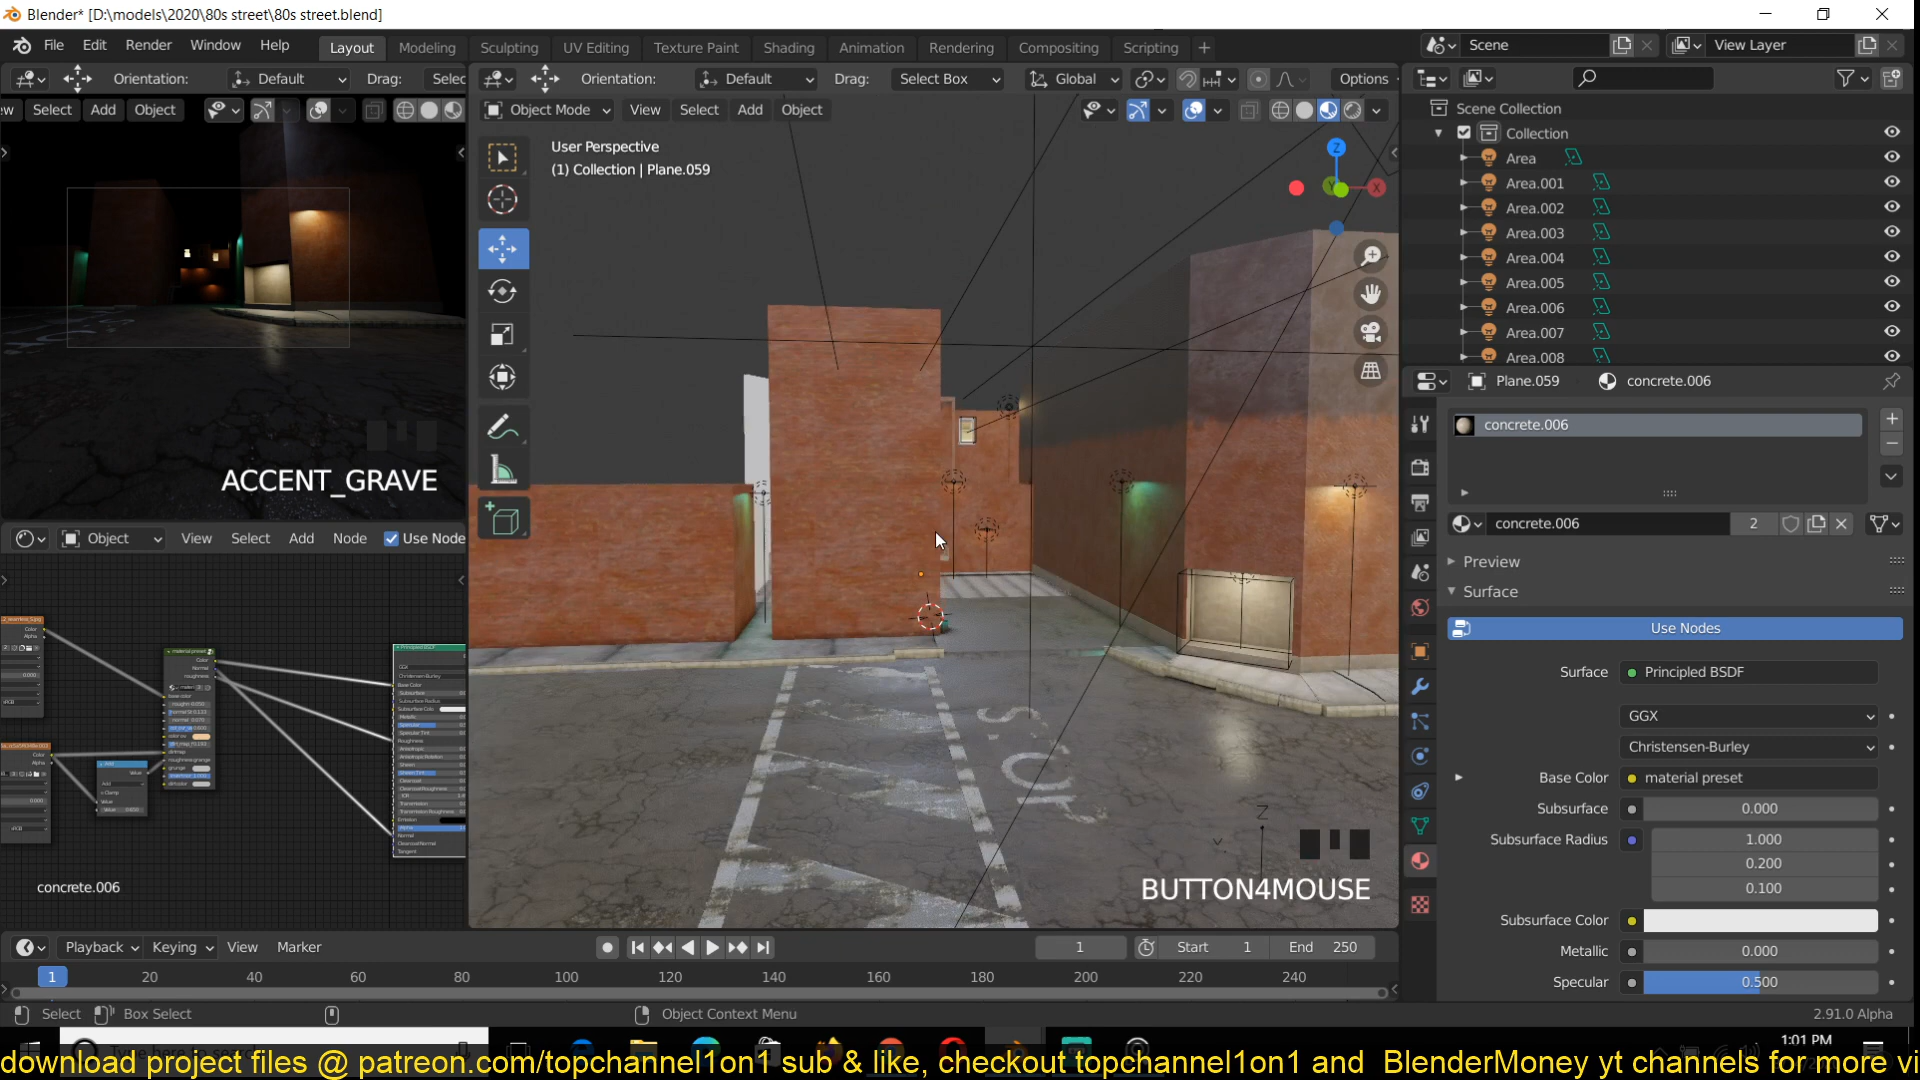 Blender* [D:\models\2020\80s street\80s street.blend]
File Edit Render Window Help Layout Modeling Sculpting UV Editing Texture Paint Shading Animation Rendering Compositing Scripting + Scene View Layer
Orientation: Default Drag: Selec Orientation: Default Drag: Select Box Global Options
ew Select Add Object Object Mode View Select Add Object Scene Collection
Collection
User Perspective
(1) Collection | Plane.059
Z
X
Area
Area.001
Area.002
Area.003
Area.004
Area.005
Area.006
Area.007
Area.008
Plane.059 concrete.006
concrete.006
ACCENT_GRAVE
concrete.006 2
Object View Select Add Node Use Node
Preview
Surface
Use Nodes
Surface Principled BSDF
GGX
Christensen-Burley
Base Color material preset
Subsurface 0.000
Subsurface Radius 1.000
0.200
0.100
Subsurface Color
Metallic 0.000
Specular 0.500
Z
concrete.006
BUTTON4MOUSE
Playback Keying View Marker 1 Start 1 End 250
1 20 40 60 80 100 120 140 160 180 200 220 240
Select Box Select Object Context Menu 2.91.0 Alpha
1:01 PM
download project files @ patreon.com/topchannel1on1 sub & like, checkout topchannel1on1 and BlenderMoney yt channels for more vi